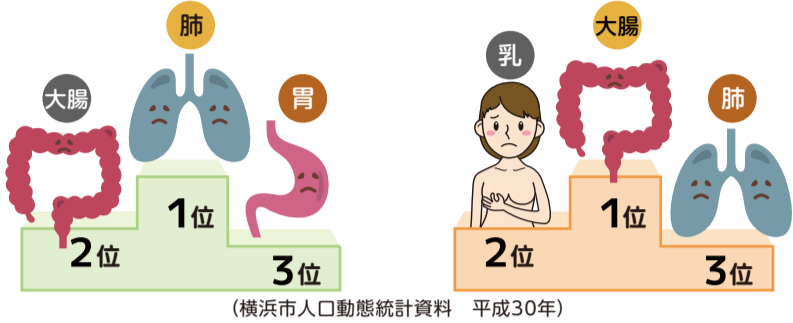 肺
大腸
胃
1位
2位
3位
大腸
乳
肺
1位
2位
3位
(横浜市人口動態統計資料　平成30年)